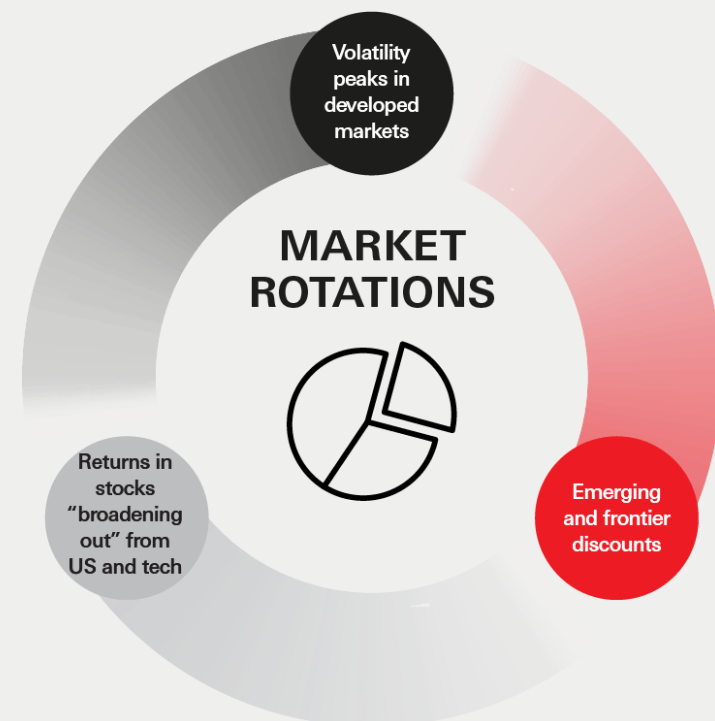 Volatility
peaks in
developed
markets
MARKET
ROTATIONS
Returns in
stocks
“broadening
out” from
US and tech
Emerging
and frontier
discounts